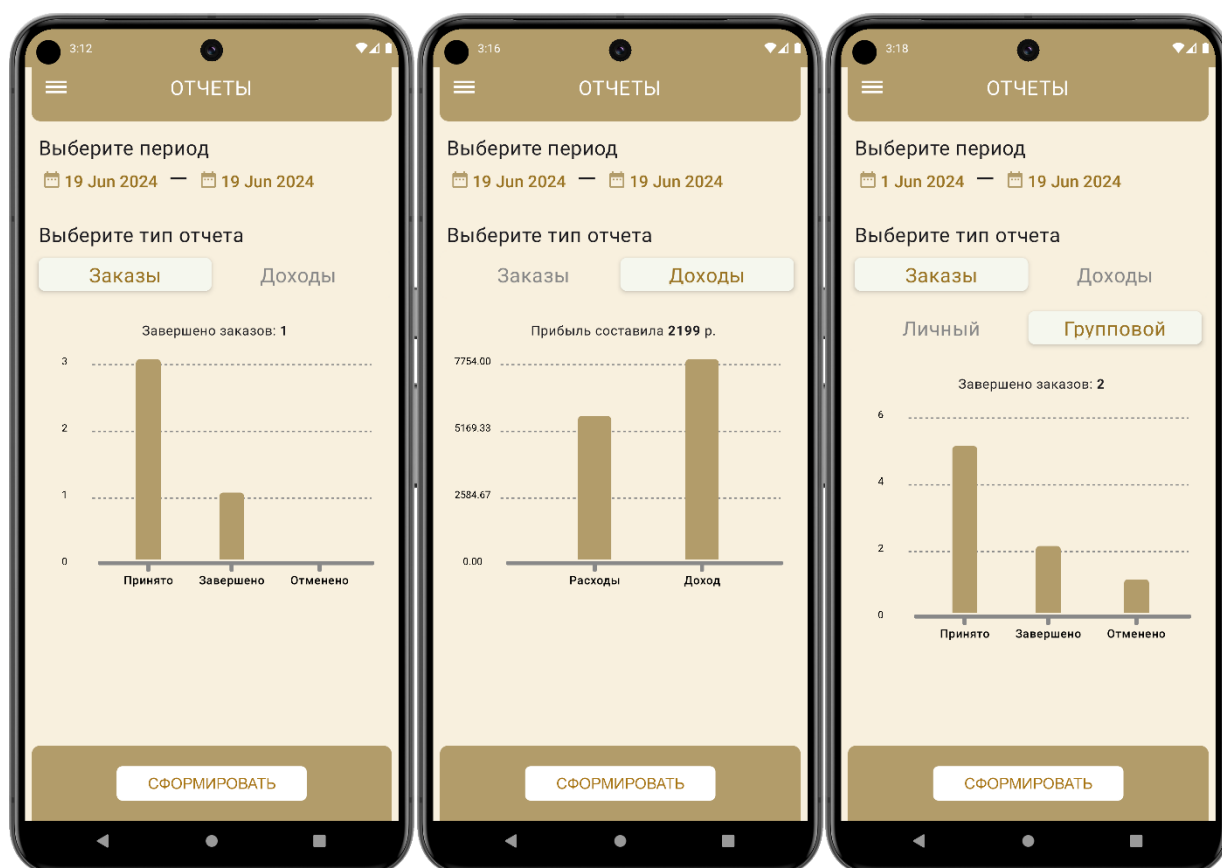 3:12
ОТЧЕТЫ
Выберите период
19 Jun 2024 — 19 Jun 2024
Выберите тип отчета
Заказы Доходы
Завершено заказов: 1
3
2
1
0
Принято Завершено Отменено
СФОРМИРОВАТЬ
3:16
ОТЧЕТЫ
Выберите период
19 Jun 2024 — 19 Jun 2024
Выберите тип отчета
Заказы Доходы
Прибыль составила 2199 р.
7754.00
5169.33
2584.67
0.00
Расходы Доход
СФОРМИРОВАТЬ
3:18
ОТЧЕТЫ
Выберите период
1 Jun 2024 — 19 Jun 2024
Выберите тип отчета
Заказы Доходы
Личный Групповой
Завершено заказов: 2
6
4
2
0
Принято Завершено Отменено
СФОРМИРОВАТЬ